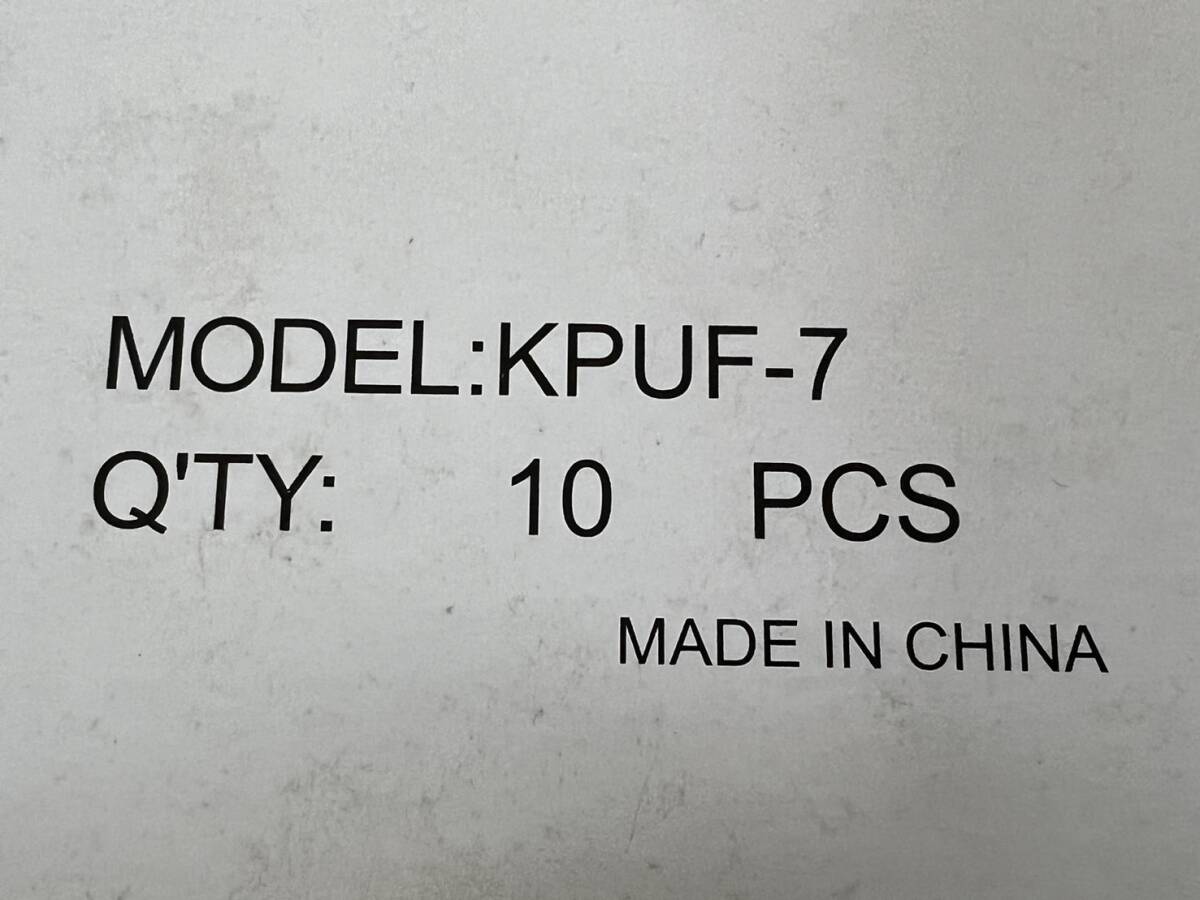 MODEL:KPUF-7
Q'TY: 10 PCS
MADE IN CHINA